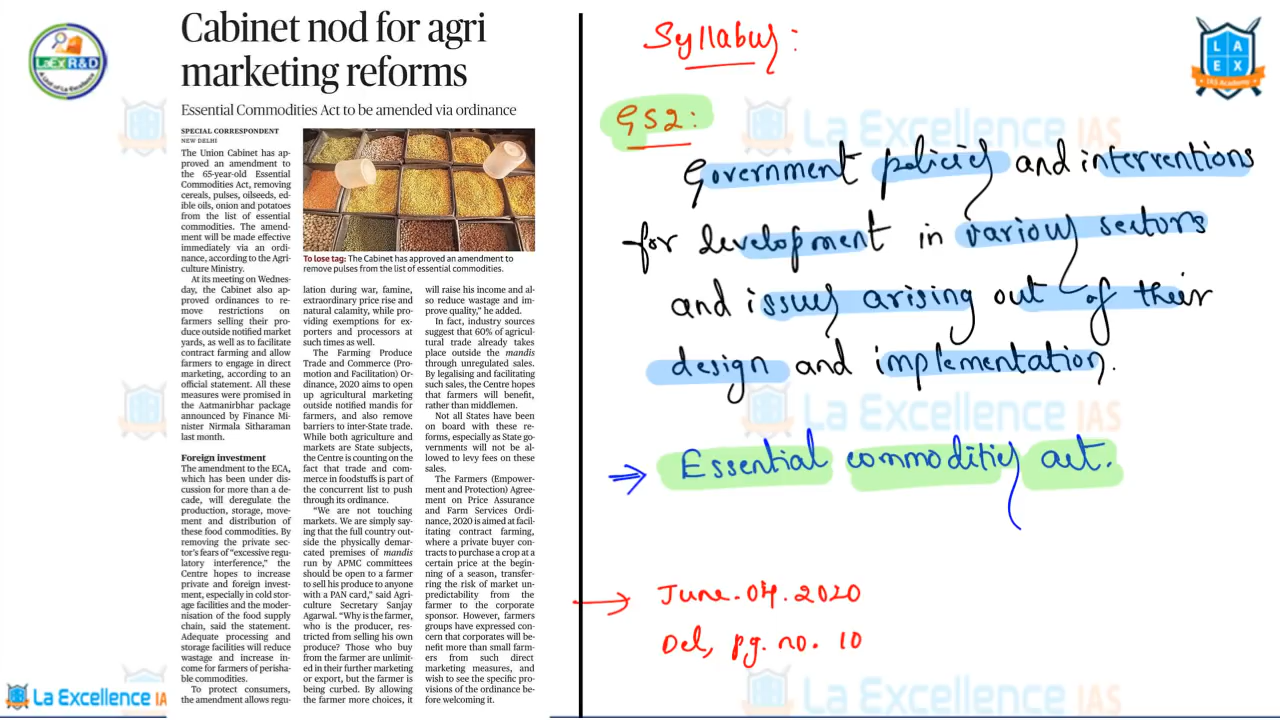 Cabinet nod for agri
marketing reforms
Essential Commodities Act to be amended via ordinance
SPECIAL CORRESPONDENT
NEW DELHI
The Union Cabinet has ap-
proved an amendment to
the 65-year-old Essential
Commodities Act, removing
cereals, pulses, oilseeds, ed-
ible oils, onion and potatoes
from the list of essential
commodities. The amend-
ment will be made effective
immediately via an ordi-
nance, according to the Agri-
culture Ministry.
At its meeting on Wednes-
day, the Cabinet also ap-
proved ordinances to re-
move restrictions on
farmers selling their pro-
duce outside notified market
yards, as well as to facilitate
contract farming and allow
farmers to engage in direct
marketing, according to an
official statement. All these
measures were promised in
the Aatmanirbhar package
announced by Finance Mi-
nister Nirmala Sitharaman
last month.
Foreign investment
The amendment to the ECA,
which has been under dis-
cussion for more than a de-
cade, will deregulate the
production, storage, move-
ment and distribution of
these food commodities. By
removing the private sec-
tor's fears of "excessive regu-
latory interference," the
Centre hopes to increase
private and foreign invest-
ment, especially in cold stor-
age facilities and the moder-
nisation of the food supply
chain, said the statement.
Adequate processing and
storage facilities will reduce
wastage and increase in-
come for farmers of perisha-
ble commodities.
To protect consumers,
the amendment allows regu-
To lose tag: The Cabinet has approved an amendment to
remove pulses from the list of essential commodities.
lation during war, famine,
extraordinary price rise and
natural calamity, while pro-
viding exemptions for ex-
porters and processors at
such times as well.
The Farming Produce
Trade and Commerce (Pro-
motion and Facilitation) Or-
dinance, 2020 aims to open
up agricultural marketing
outside notified mandis for
farmers, and also remove
barriers to inter-State trade.
While both agriculture and
markets are State subjects,
the Centre is counting on the
fact that trade and com-
merce in foodstuffs is part of
the concurrent list to push
through its ordinance.
"We are not touching
markets. We are simply say-
ing that the full country out-
side the physically demar-
cated premises of mandis
run by APMC committees
should be open to a farmer
to sell his produce to anyone
with a PAN card," said Agri-
culture Secretary Sanjay
Agarwal. "Why is the farmer,
who is the producer, res-
tricted from selling his own
produce? Those who buy
from the farmer are unlimit-
ed in their further marketing
or export, but the farmer is
being curbed. By allowing
the farmer more choices, it
will raise his income and al-
so reduce wastage and im-
prove quality," he added.
In fact, industry sources
suggest that 60% of agricul-
tural trade already takes
place outside the mandis
through unregulated sales.
By legalising and facilitating
such sales, the Centre hopes
that farmers will benefit,
rather than middlemen.
Not all States have been
on board with these re-
forms, especially as State go-
vernments will not be al-
lowed to levy fees on these
sales.
The Farmers (Empower-
ment and Protection) Agree-
ment on Price Assurance
and Farm Services Ordi-
nance, 2020 is aimed at facil-
itating contract farming,
where a private buyer con-
tracts to purchase a crop at a
certain price at the begin-
ning of a season, transfer-
ring the risk of market un-
predictability from the
farmer to the corporate
sponsor. However, farmers
groups have expressed con-
cern that corporates will be-
nefit more than small farm-
ers from such direct
marketing measures, and
wish to see the specific pro-
visions of the ordinance be-
fore welcoming it.
Syllabus:
GS2:
Government policies and interventions
for development in various sectors
and issues arising out of their
design and implementation.
Essential commodities act.
June.04.2020
Del, pg. no. 10
LaEx R&D
LAEX
IAS Academy
La Excellence IAS
La Excellence IAS
La Excellence IAS
La Excellence IAS
La Excellence IAS